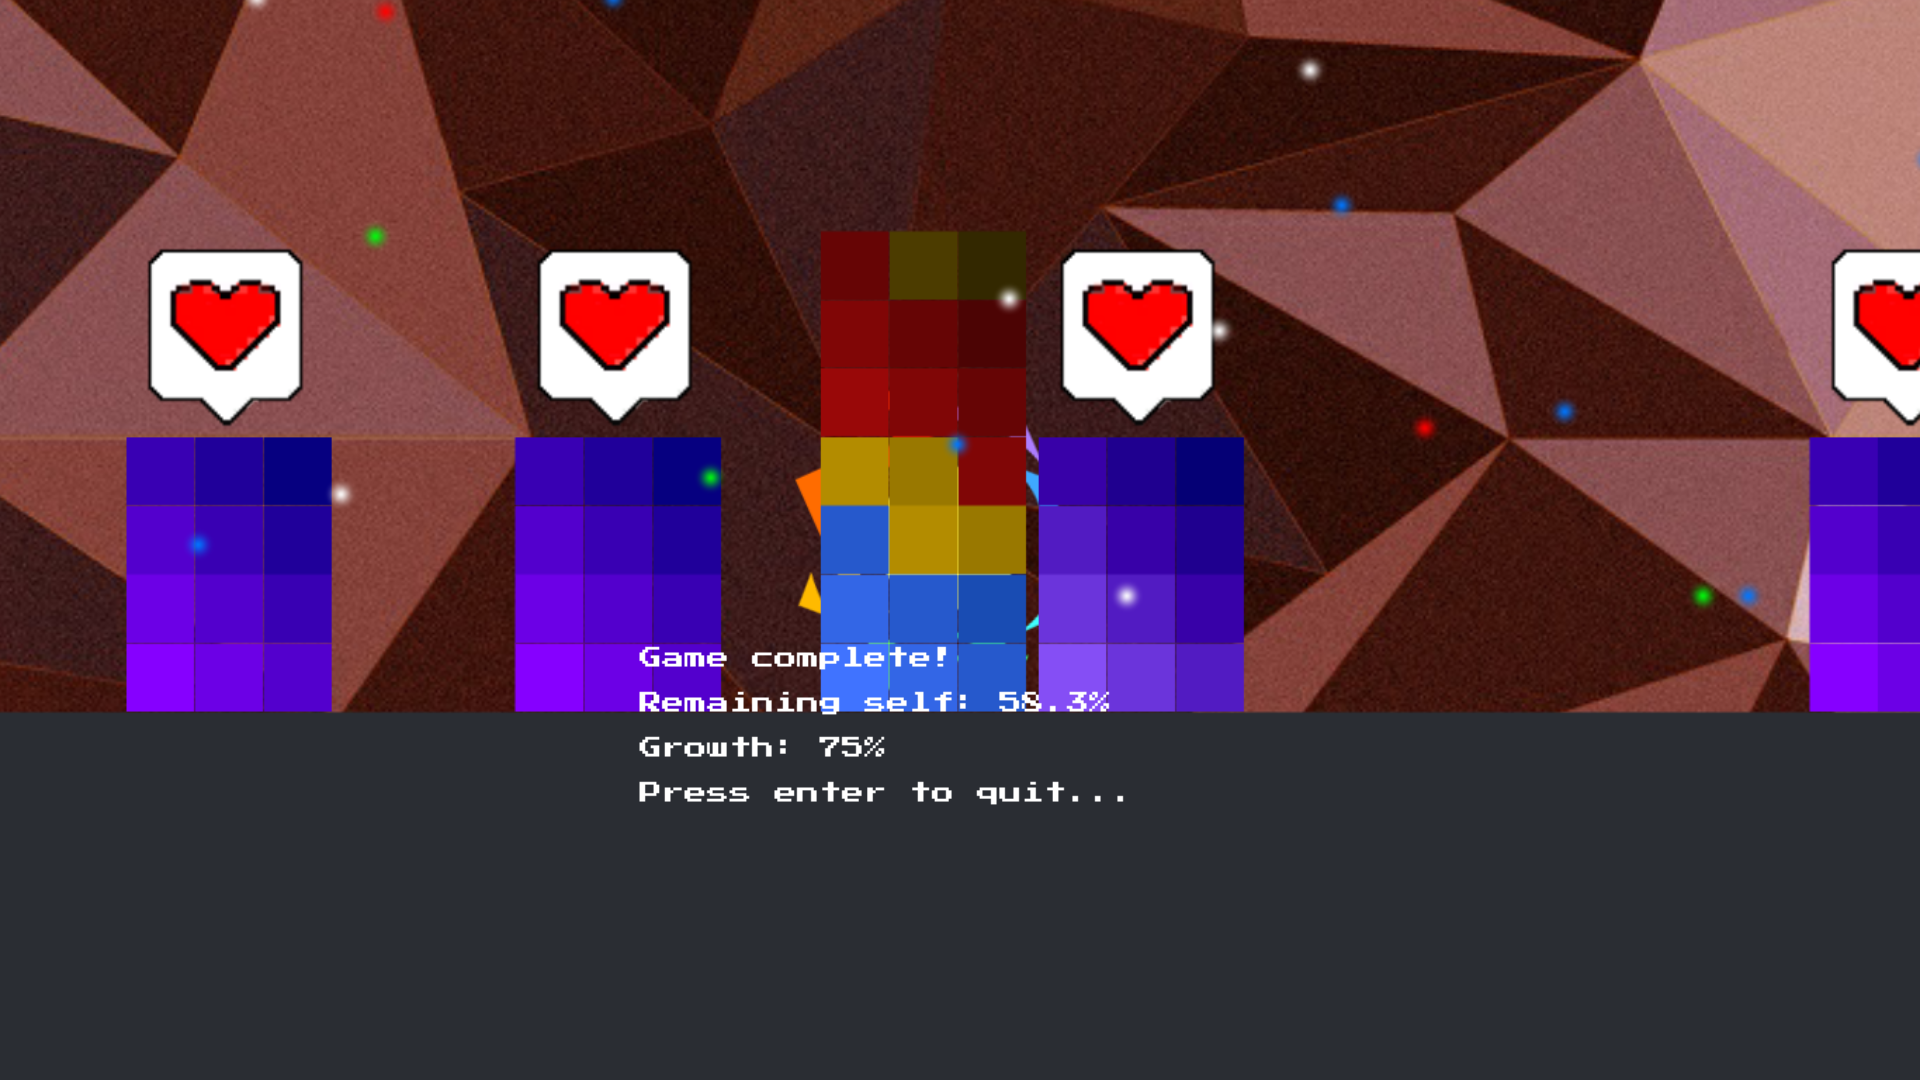 Game complete!
Remaining self: 58.3%
Growth: 75%
Press enter to quit...